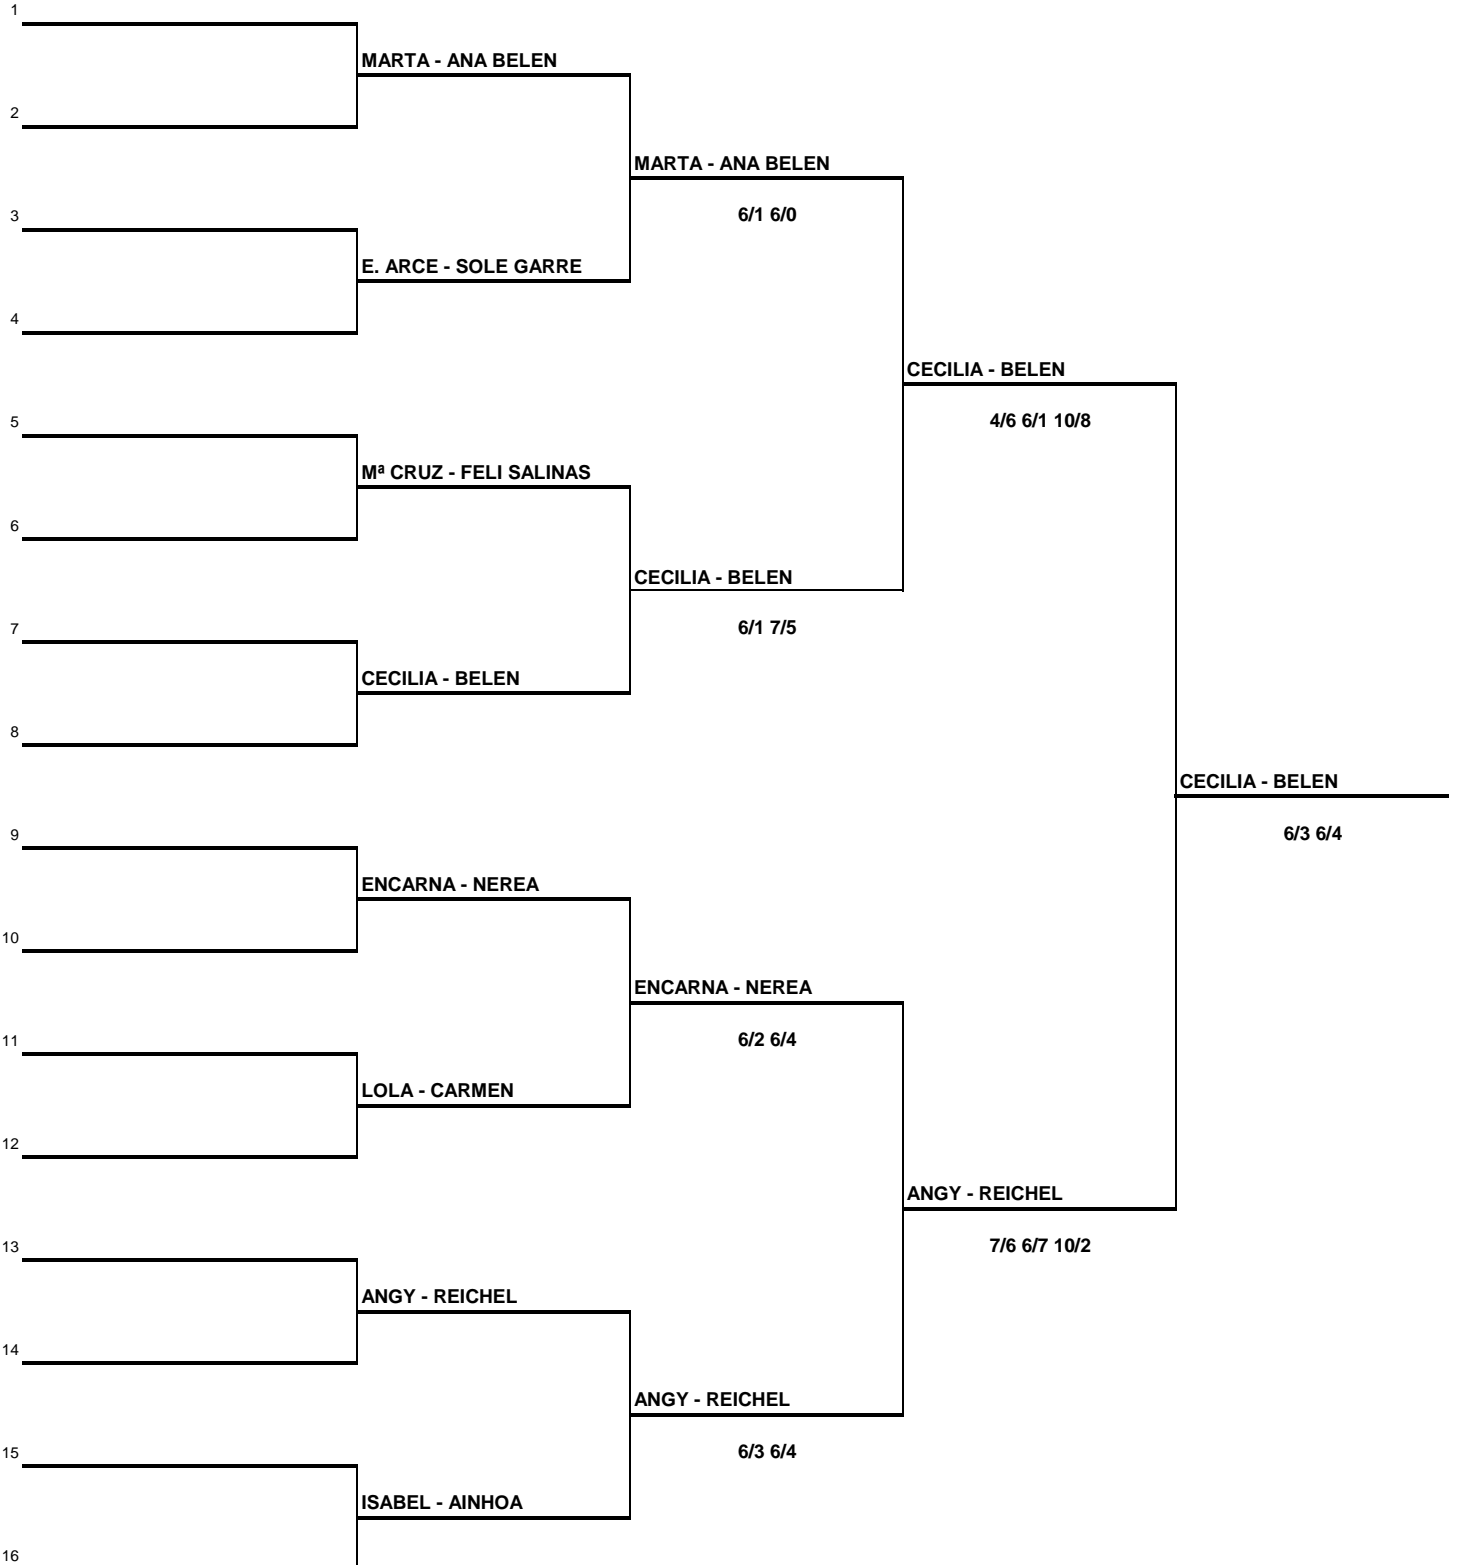 1
MARTA - ANA BELEN
2
MARTA - ANA BELEN
3
6/1 6/0
E. ARCE - SOLE GARRE
4
CECILIA - BELEN
5
4/6 6/1 10/8
Mª CRUZ - FELI SALINAS
6
CECILIA - BELEN
7
6/1 7/5
CECILIA - BELEN
8
CECILIA - BELEN
9
6/3 6/4
ENCARNA - NEREA
10
ENCARNA - NEREA
11
6/2 6/4
LOLA - CARMEN
12
ANGY - REICHEL
13
7/6 6/7 10/2
ANGY - REICHEL
14
ANGY - REICHEL
15
6/3 6/4
ISABEL - AINHOA
16